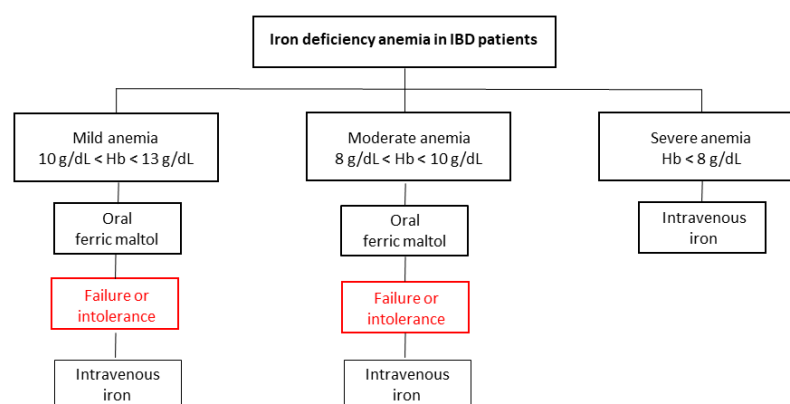 Iron deficiency anemia in IBD patients
Mild anemia
10 g/dL < Hb < 13 g/dL
Moderate anemia
8 g/dL < Hb < 10 g/dL
Severe anemia
Hb < 8 g/dL
Oral
ferric maltol
Oral
ferric maltol
Intravenous
iron
Failure or
intolerance
Failure or
intolerance
Intravenous
iron
Intravenous
iron